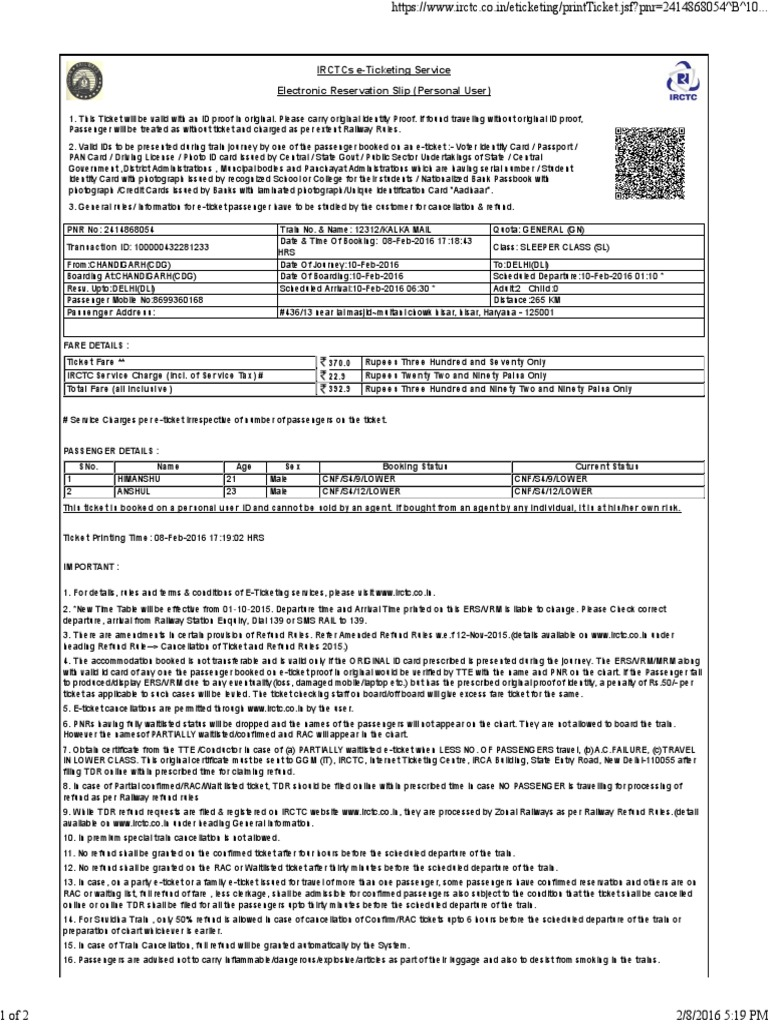 https://www.irctc.co.in/eticketing/printTicket.jsf?pnr=2414868054^B^10...
IRCTCs e-Ticketing Service
Electronic Reservation Slip (Personal User)
IRCTC
1. This Ticket will be valid with an ID proof in original. Please carry original identity Proof. If found traveling without original ID proof,
Passenger will be treated as without ticket and charged as per extent Railway Rules.
2. Valid IDs to be presented during train journey by one of the passenger booked on an e-ticket :- Voter Identity Card / Passport /
PAN Card / Driving License / Photo ID card issued by Central / State Govt / Public Sector Undertakings of State / Central
Government ,District Administrations , Municipal bodies and Panchayat Administrations which are having serial number / Student
Identity Card with photograph issued by recognized School or College for their students / Nationalized Bank Passbook with
photograph /Credit Cards issued by Banks with laminated photograph/Unique Identification Card "Aadhaar".
3. General rules/ Information for e-ticket passenger have to be studied by the customer for cancellation & refund.
PNR No: 2414868054 Train No. & Name: 12312/KALKA MAIL Quota: GENERAL (GN)
Transaction ID: 100000432281233 Date & Time Of Booking: 08-Feb-2016 17:18:43 HRS Class: SLEEPER CLASS (SL)
From:CHANDIGARH(CDG) Date Of Journey:10-Feb-2016 To:DELHI(DLI)
Boarding At:CHANDIGARH(CDG) Date Of Boarding:10-Feb-2016 Scheduled Departure:10-Feb-2016 01:10 *
Resv. Upto:DELHI(DLI) Scheduled Arrival:10-Feb-2016 06:30 * Adult:2 Child:0
Passenger Mobile No:8699360168 Distance:265 KM
Passenger Address: #436/13 near lal masjid~multani chowk hisar, hisar, Haryana - 125001
FARE DETAILS :
Ticket Fare ** ₹ 370.0 Rupees Three Hundred and Seventy Only
IRCTC Service Charge (Incl. of Service Tax) # ₹ 22.9 Rupees Twenty Two and Ninety Paisa Only
Total Fare (all inclusive) ₹ 392.9 Rupees Three Hundred and Ninety Two and Ninety Paisa Only
# Service Charges per e-ticket irrespective of number of passengers on the ticket.
PASSENGER DETAILS :
SNo. Name Age Sex Booking Status Current Status
1 HIMANSHU 21 Male CNF/S4/9/LOWER CNF/S4/9/LOWER
2 ANSHUL 23 Male CNF/S4/12/LOWER CNF/S4/12/LOWER
This ticket is booked on a personal user ID and cannot be sold by an agent. If bought from an agent by any individual, it is at his/her own risk.
Ticket Printing Time : 08-Feb-2016 17:19:02 HRS
IMPORTANT :
1. For details, rules and terms & conditions of E-Ticketing services, please visit www.irctc.co.in.
2. *New Time Table will be effective from 01-10-2015. Departure time and Arrival Time printed on this ERS/VRM is liable to change. Please Check correct
departure, arrival from Railway Station Enquiry, Dial 139 or SMS RAIL to 139.
3. There are amendments in certain provision of Refund Rules. Refer Amended Refund Rules w.e.f 12-Nov-2015.(details available on www.irctc.co.in under
heading Refund Rule---> Cancellation of Ticket and Refund Rules 2015.)
4. The accommodation booked is not transferable and is valid only if the ORIGINAL ID card prescribed is presented during the journey. The ERS/VRM/MRM along
with valid id card of any one the passenger booked on e-ticket proof in original would be verified by TTE with the name and PNR on the chart. If the Passenger fail
to produce/display ERS/VRM due to any eventuality(loss, damaged mobile/laptop etc.) but has the prescribed original proof of identity, a penalty of Rs.50/- per
ticket as applicable to such cases will be levied. The ticket checking staff on board/off board will give excess fare ticket for the same.
5. E-ticket cancellations are permitted through www.irctc.co.in by the user.
6. PNRs having fully waitlisted status will be dropped and the names of the passengers will not appear on the chart. They are not allowed to board the train.
However the names of PARTIALLY waitlisted/confirmed and RAC will appear in the chart.
7. Obtain certificate from the TTE /Conductor in case of (a) PARTIALLY waitlisted e-ticket when LESS NO. OF PASSENGERS travel, (b)A.C.FAILURE, (c)TRAVEL
IN LOWER CLASS. This original certificate must be sent to GGM (IT), IRCTC, Internet Ticketing Centre, IRCA Building, State Entry Road, New Delhi-110055 after
filing TDR online within prescribed time for claiming refund.
8. In case of Partial confirmed/RAC/Wait listed ticket, TDR should be filed online within prescribed time in case NO PASSENGER is travelling for processing of
refund as per Railway refund rules
9. While TDR refund requests are filed & registered on IRCTC website www.irctc.co.in, they are processed by Zonal Railways as per Railway Refund Rules.(detail
available on www.irctc.co.in under heading General Information.
10. In premium special train cancellation is not allowed.
11. No refund shall be granted on the confirmed ticket after four hours before the scheduled departure of the train.
12. No refund shall be granted on the RAC or Waitlisted ticket after thirty minutes before the scheduled departure of the train.
13. In case, on a party e-ticket or a family e-ticket issued for travel of more than one passenger, some passengers have confirmed reservation and others are on
RAC or waiting list, full refund of fare , less clerkage, shall be admissible for confirmed passengers also subject to the condition that the ticket shall be cancelled
online or online TDR shall be filed for all the passengers upto thirty minutes before the scheduled departure of the train.
14. For Suvidha Train , only 50% refund is allowed in case of cancellation of Confirm/RAC tickets upto 6 hours before the scheduled departure of the train or
preparation of chart whichever is earlier.
15. In case of Train Cancellation, full refund will be granted automatically by the System.
16. Passengers are advised not to carry inflammable/dangerous/explosive/articles as part of their luggage and also to desist from smoking in the trains.
1 of 2
2/8/2016 5:19 PM